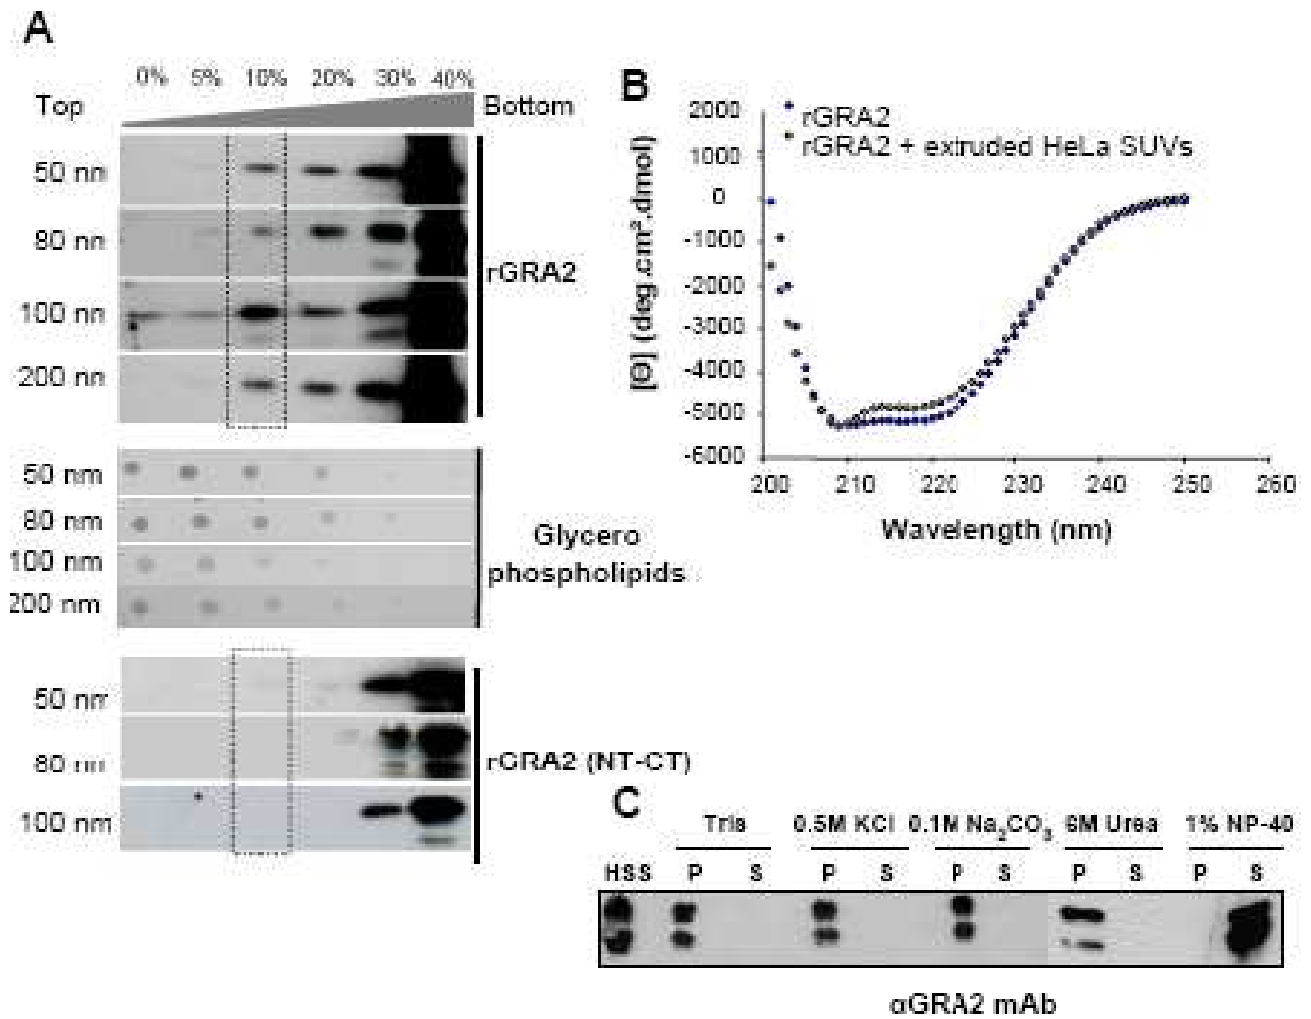 A
0% 5% 10% 20% 30% 40%
Top
Bottom
50 nm
80 nm
100 nm
200 nm
rGRA2
50 nm
80 nm
100 nm
200 nm
Glycero
phospholipids
50 nm
80 nm
100 nm
rGRA2 (NT-CT)
B
[Θ] (deg.cm².dmol)
2000
1000
0
-1000
-2000
-3000
-4000
-5000
-6000
rGRA2
rGRA2 + extruded HeLa SUVs
200 210 220 230 240 250 260
Wavelength (nm)
C
Tris 0.5M KCl 0.1M Na₂CO₃ 6M Urea 1% NP-40
HSS P S P S P S P S P S
αGRA2 mAb